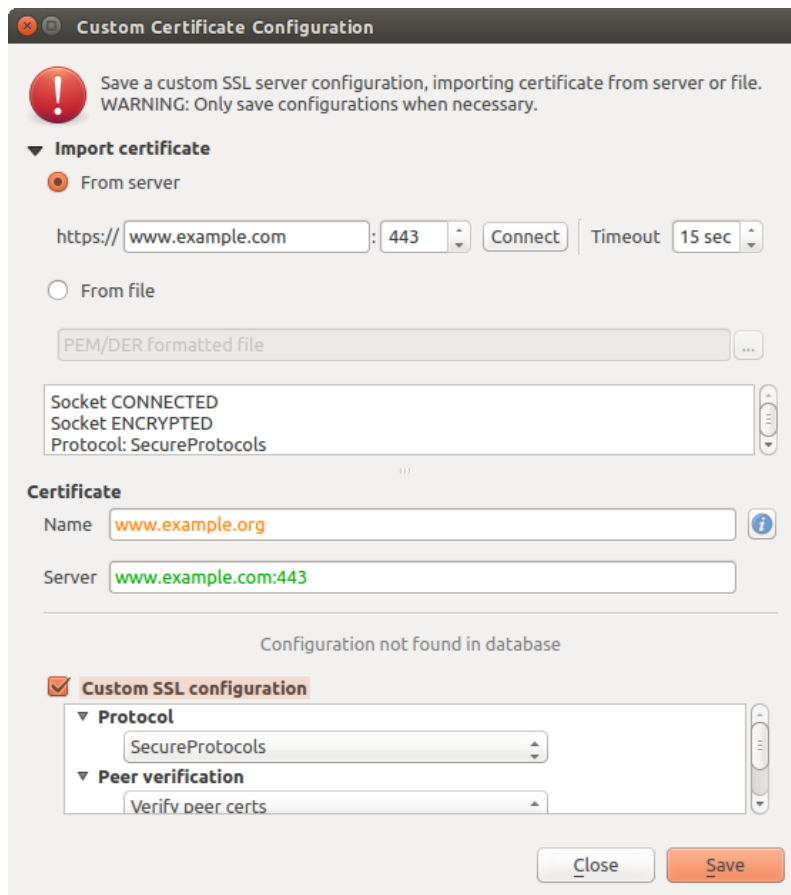 Custom Certificate Configuration
Save a custom SSL server configuration, importing certificate from server or file.
WARNING: Only save configurations when necessary.
Import certificate
From server
https:// www.example.com : 443 Connect Timeout 15 sec
From file
PEM/DER formatted file ...
Socket CONNECTED
Socket ENCRYPTED
Protocol: SecureProtocols
Certificate
Name www.example.org
Server www.example.com:443
Configuration not found in database
Custom SSL configuration
Protocol
SecureProtocols
Peer verification
Verify peer certs
Close Save